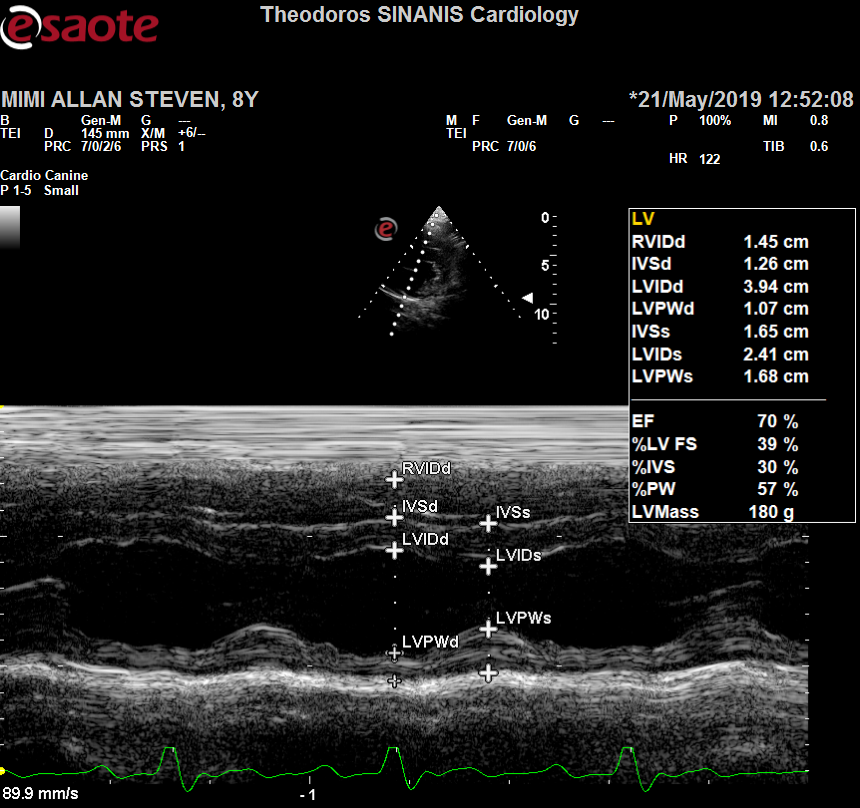 Theodoros SINANIS Cardiology
esaote
MIMI ALLAN STEVEN, 8Y
*21/May/2019 12:52:08
B Gen-M G ---
TEI D 145 mm X/M +6/--
PRC 7/0/2/6 PRS 1
M F Gen-M G ---
TEI
PRC 7/0/6
P 100% MI 0.8
TIB 0.6
HR 122
Cardio Canine
P 1-5 Small
e
0
5
10
LV
RVIDd 1.45 cm
IVSd 1.26 cm
LVIDd 3.94 cm
LVPWd 1.07 cm
IVSs 1.65 cm
LVIDs 2.41 cm
LVPWs 1.68 cm
EF 70 %
%LV FS 39 %
%IVS 30 %
%PW 57 %
LVMass 180 g
RVIDd
IVSd
IVSs
LVIDd
LVIDs
LVPWs
LVPWd
89.9 mm/s
-1